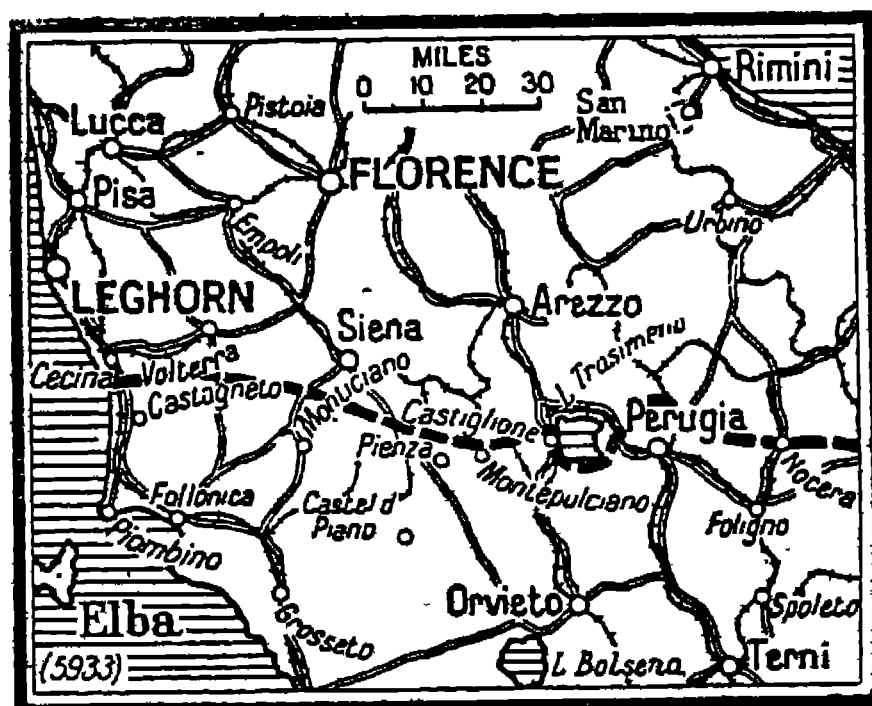 MILES
0 10 20 30
Rimini
San
Marino
Pistoia
Lucca
FLORENCE
Pisa
Urbino
Empoli
LEGHORN
Arezzo
Siena
L Trasimeno
Cecina
Volterra
Castagneto
Monticiano
Castiglione
Perugia
Pienza
Montepulciano
Nocera
Follonica
Castel d
Piano
Foligno
Piombino
Elba
Grosseto
Orvieto
Spoleto
(5933)
L Bolsena
Terni